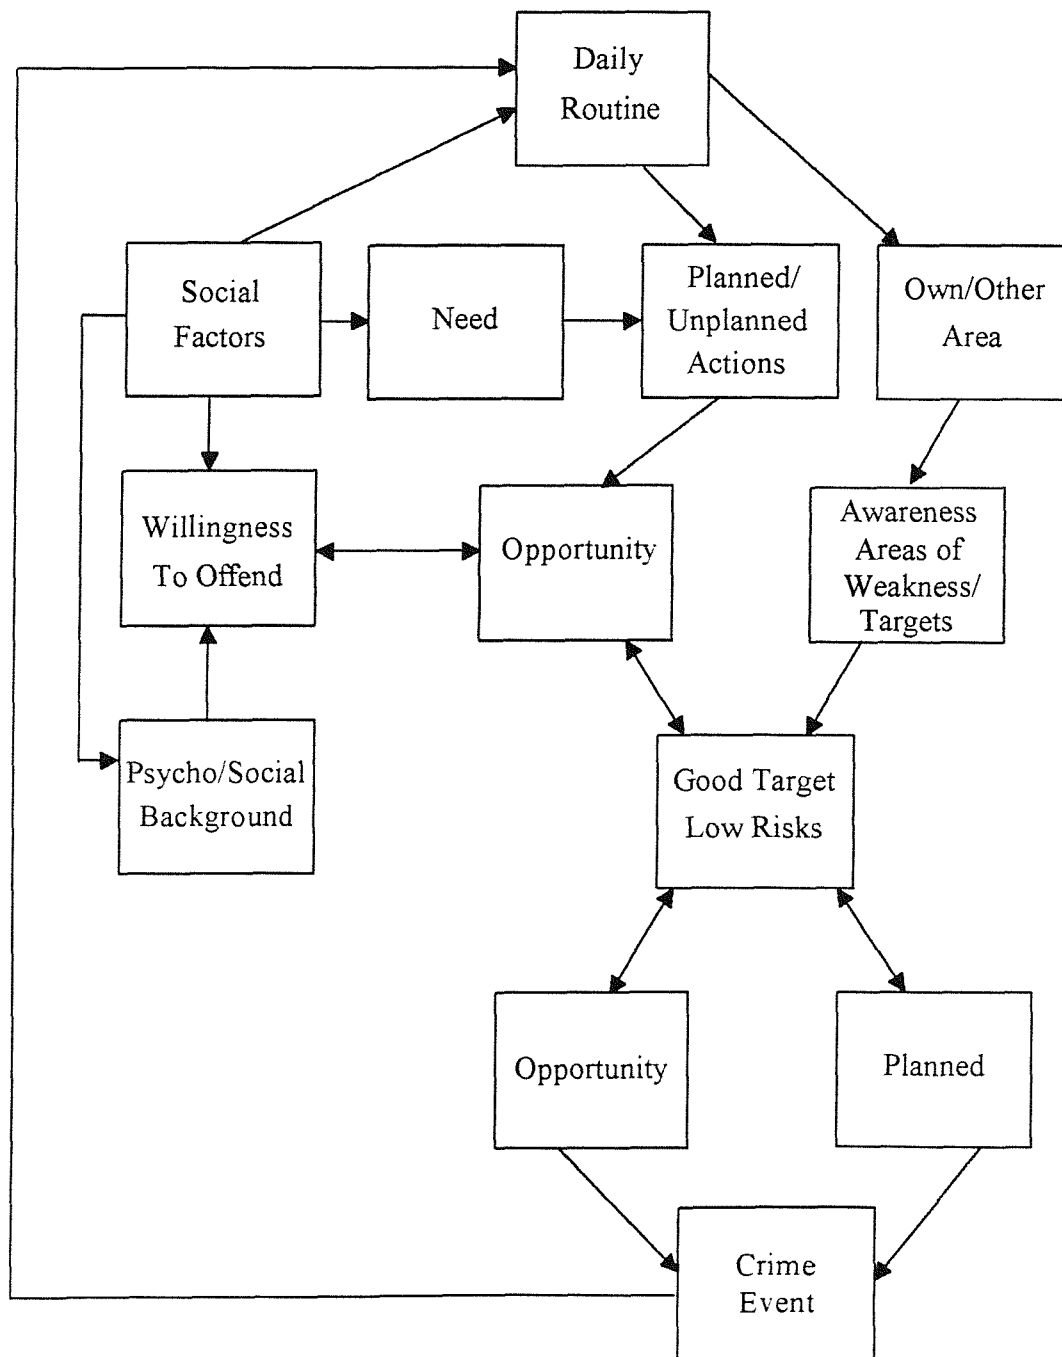 Daily
Routine
Social
Factors
Need
Planned/
Unplanned
Actions
Own/Other
Area
Willingness
To Offend
Opportunity
Awareness
Areas of
Weakness/
Targets
Psycho/Social
Background
Good Target
Low Risks
Opportunity
Planned
Crime
Event